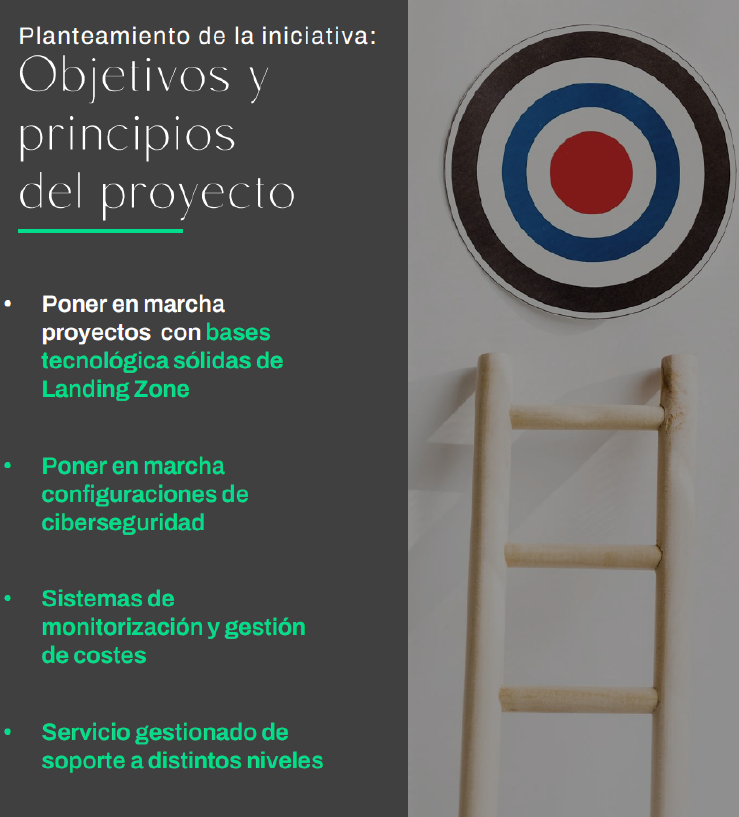 Planteamiento de la iniciativa:
Objetivos y
principios
del proyecto
• Poner en marcha
proyectos con bases
tecnológica sólidas de
Landing Zone
• Poner en marcha
configuraciones de
ciberseguridad
• Sistemas de
monitorización y gestión
de costes
• Servicio gestionado de
soporte a distintos niveles